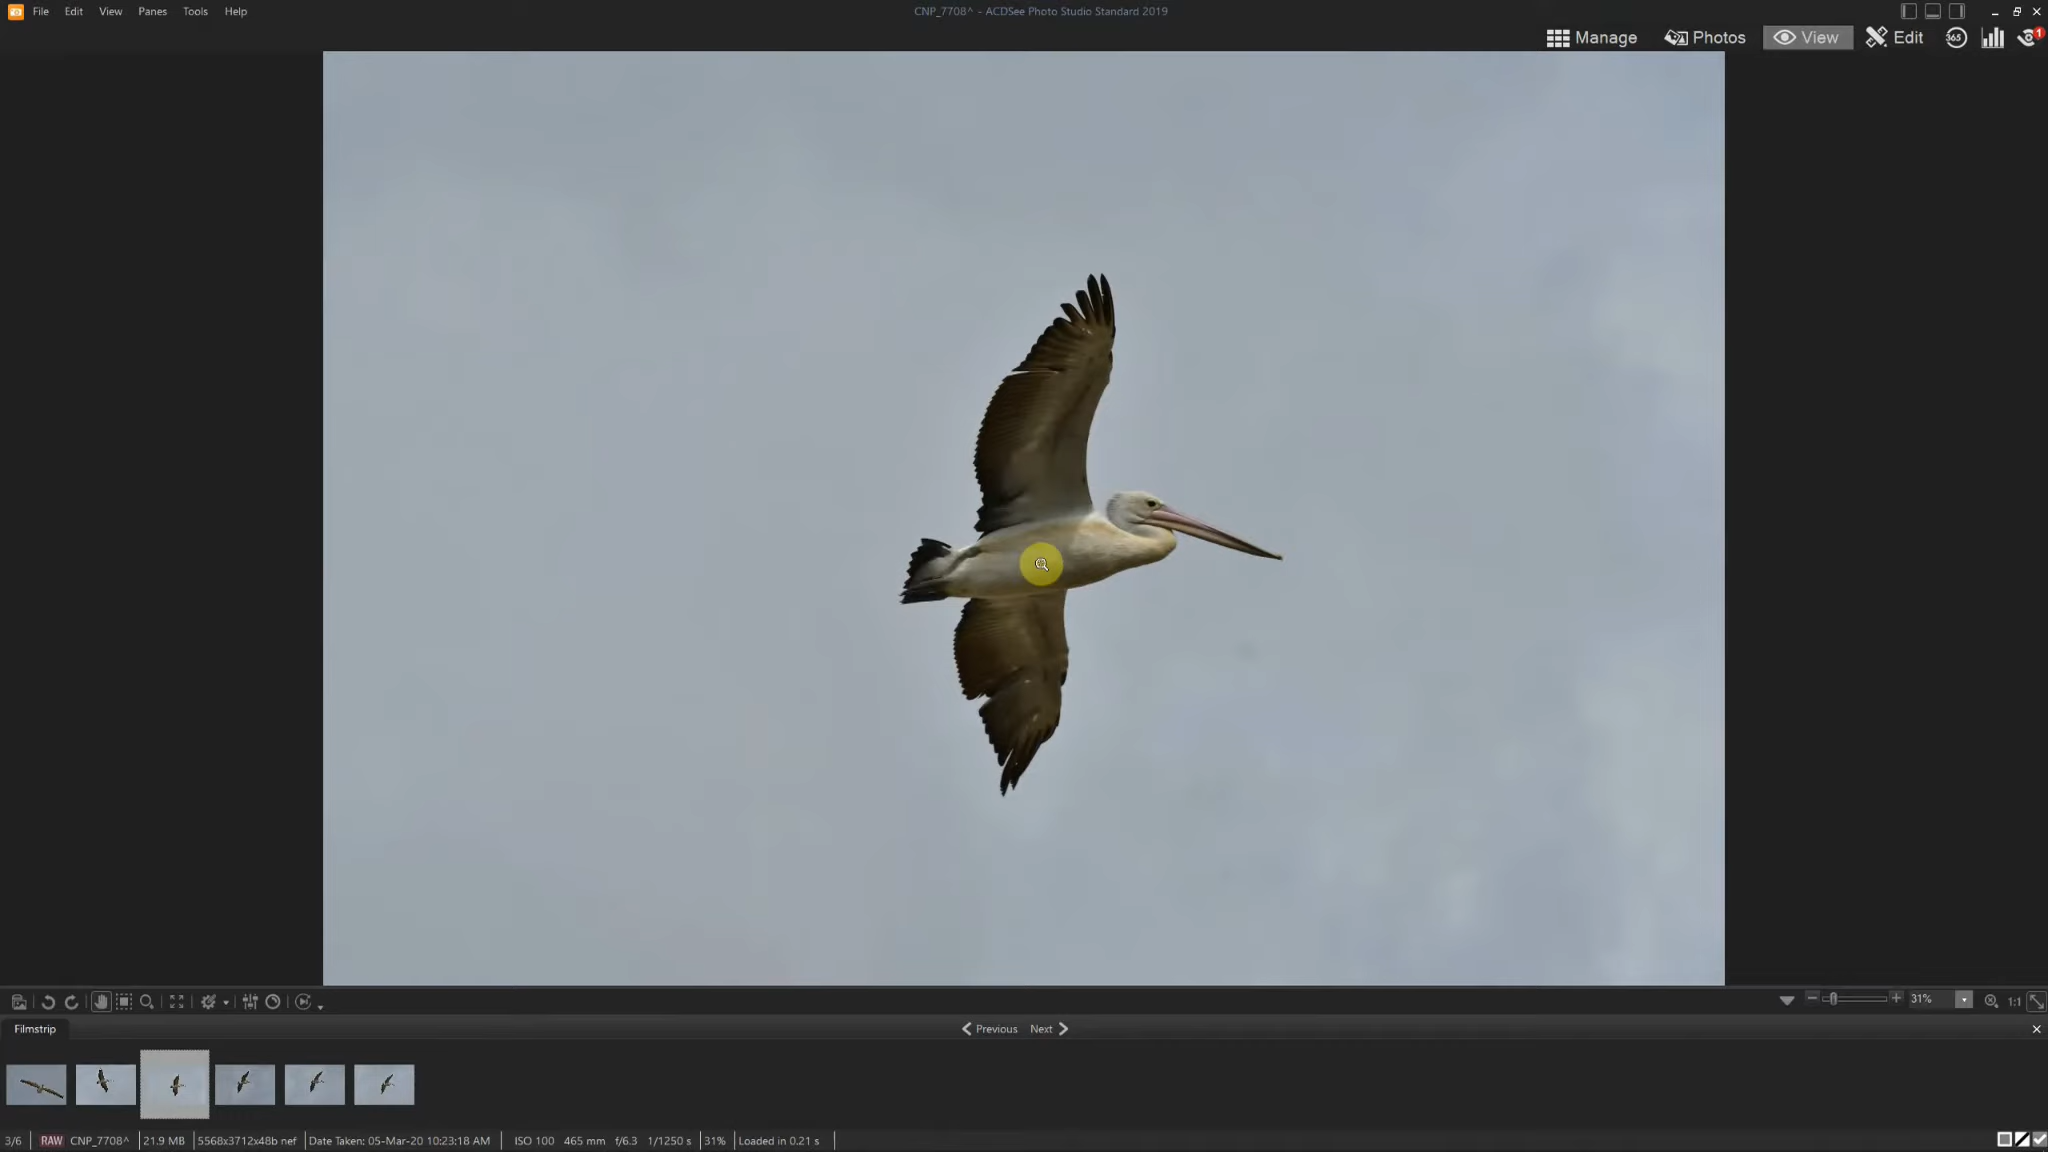 File Edit View Tools Panes Help
CNP_7708^ - ACDSee Photo Studio Standard 2019
Manage Photos View Edit 365 1
31% 1:1
Filmstrip
Previous Next
3/6 RAW CNP_7708^ 21.9 MB 5568x3712x48b nef Date Taken: 05-Mar-20 10:23:18 AM ISO 100 465 mm f/6.3 1/1250 s 31% Loaded in 0.21 s